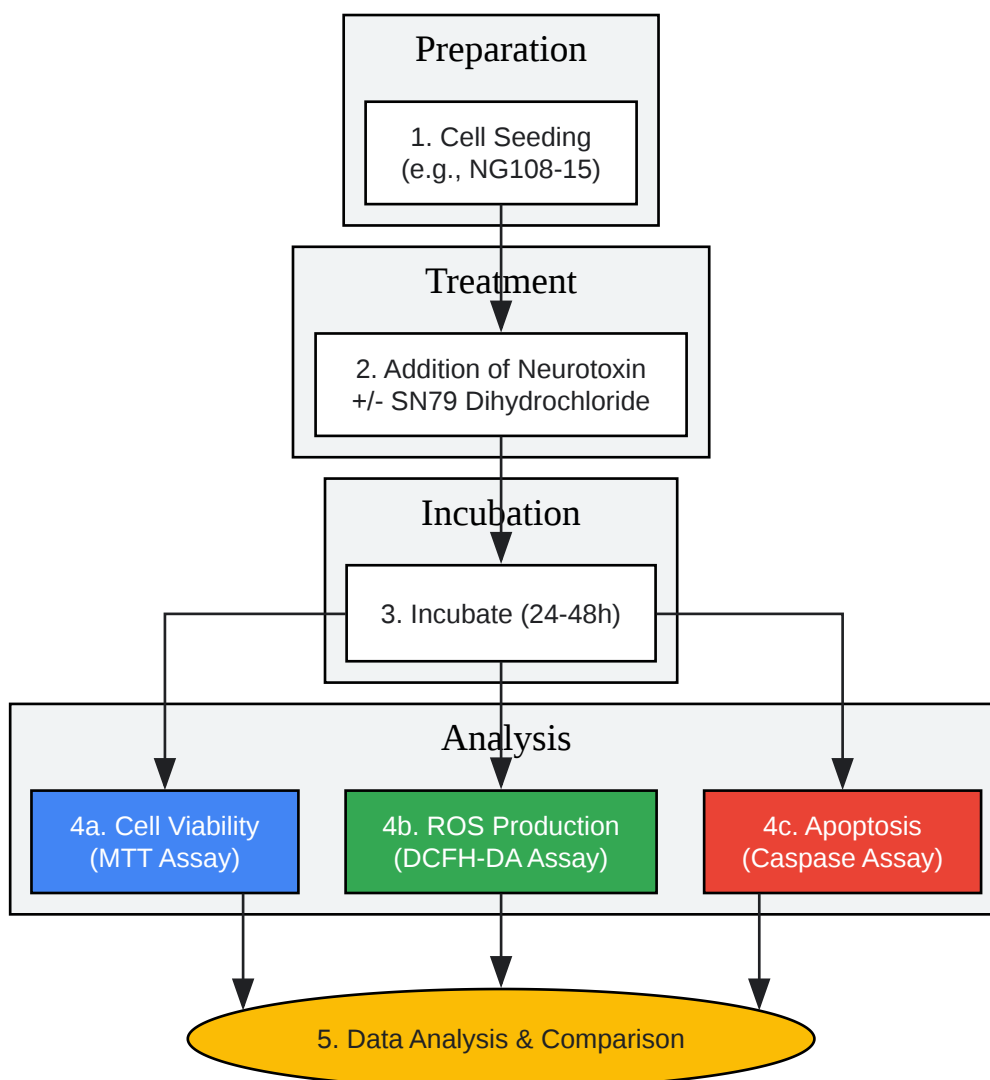 Preparation
1. Cell Seeding
(e.g., NG108-15)
Treatment
2. Addition of Neurotoxin
+/- SN79 Dihydrochloride
Incubation
3. Incubate (24-48h)
Analysis
4a. Cell Viability
(MTT Assay)
4b. ROS Production
(DCFH-DA Assay)
4c. Apoptosis
(Caspase Assay)
5. Data Analysis & Comparison